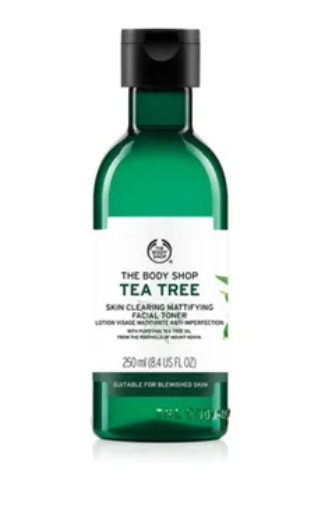 THE
BODY
SHOP
THE BODY SHOP
TEA TREE
SKIN CLEARING MATTIFYING
FACIAL TONER
LOTION VISAGE MATIFIANTE ANTI-IMPERFECTION
WITH PURIFYING TEA TREE OIL
FROM THE FOOTHILLS OF MOUNT KENYA
250 ml (8.4 US FL OZ)
SUITABLE FOR BLEMISHED SKIN